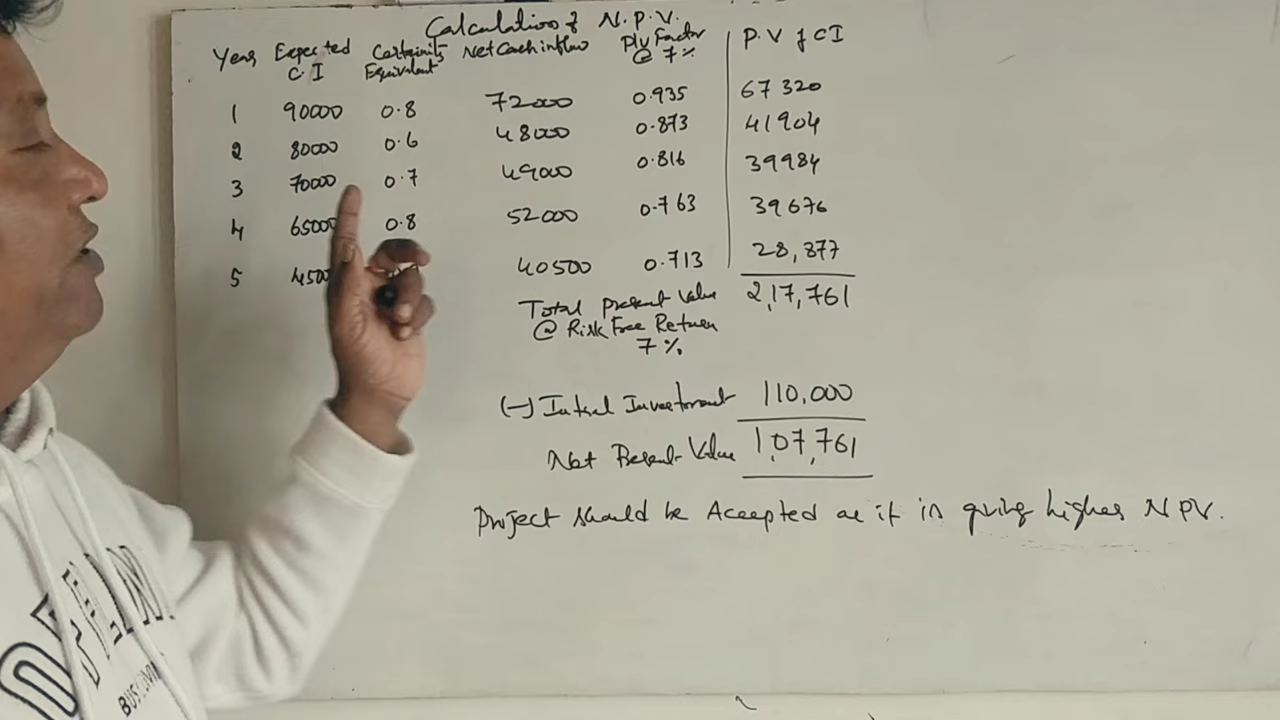 Calculation of N.P.V.
Year Expected C.I Certainity Equivalent Net Cash inflow P.V Factor @ 7% P.V of CI
1 90000 0.8 72000 0.935 67320
2 80000 0.6 48000 0.873 41904
3 70000 0.7 49000 0.816 39984
4 65000 0.8 52000 0.763 39676
5 4500 40500 0.713 28,877
Total Present Value 2,17,761
@ Risk Free Return
7%
(-) Initial Investment 110,000
Net Present Value 1,07,761
Project should be Accepted as it is giving higher NPV.
BUSCOMM